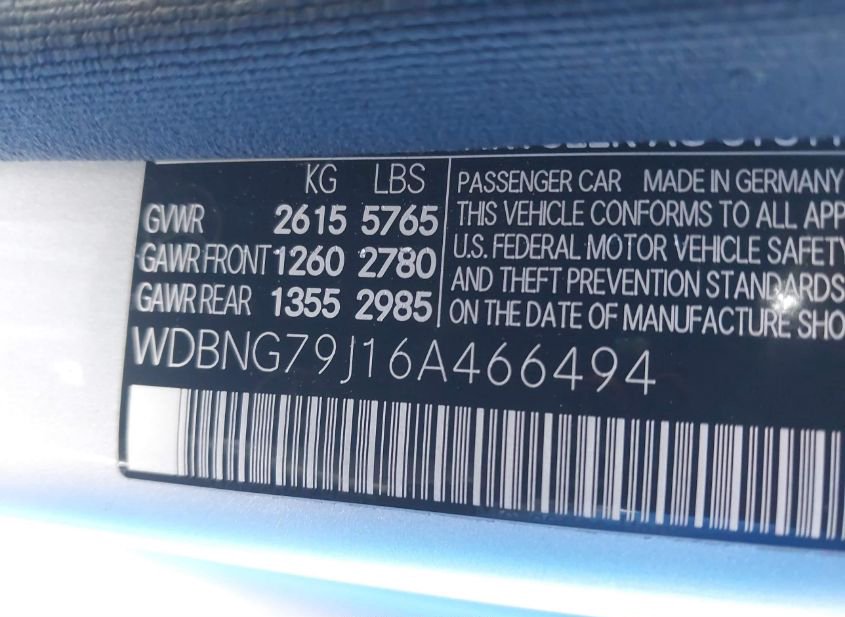 KG LBS
GVWR 2615 5765
GAWR FRONT 1260 2780
GAWR REAR 1355 2985
PASSENGER CAR MADE IN GERMANY
THIS VEHICLE CONFORMS TO ALL APP
U.S. FEDERAL MOTOR VEHICLE SAFETY
AND THEFT PREVENTION STANDARDS
ON THE DATE OF MANUFACTURE SHO
WDBNG79J16A466494